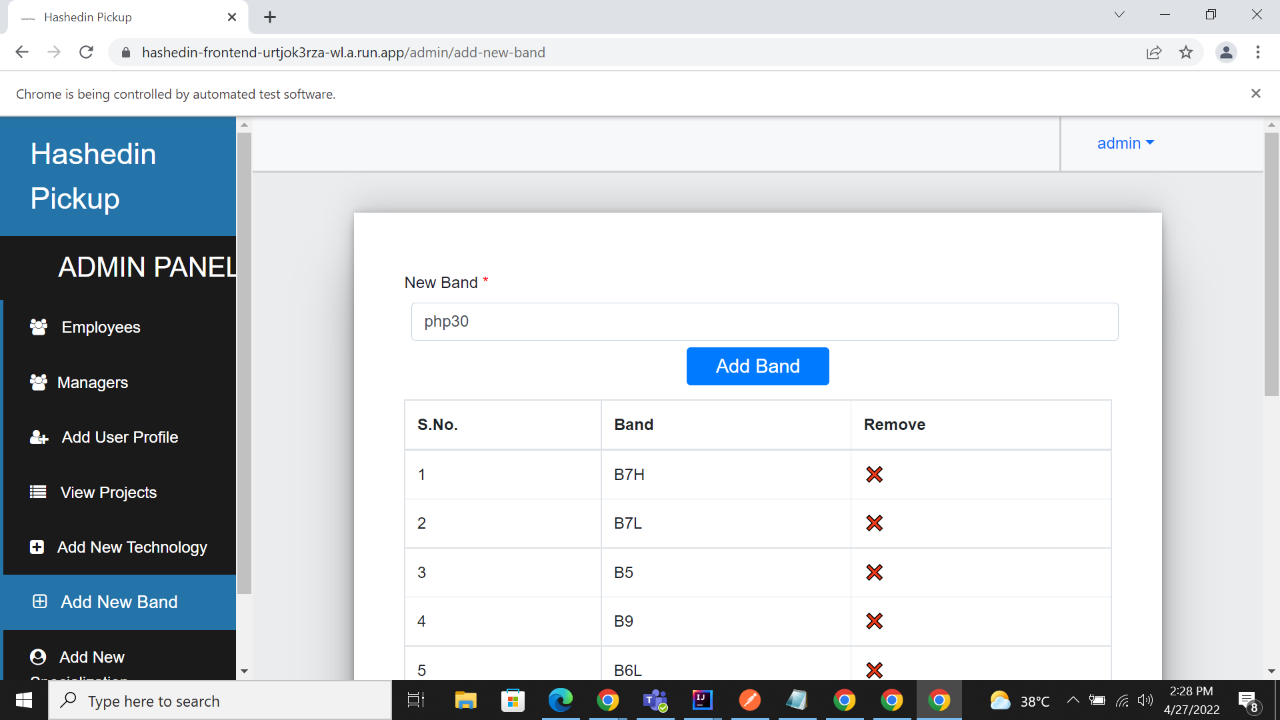 Hashedin Pickup
hashedin-frontend-urtjok3rza-wl.a.run.app/admin/add-new-band
Chrome is being controlled by automated test software.
Hashedin
Pickup
admin
ADMIN PANEL
Employees
Managers
Add User Profile
View Projects
Add New Technology
Add New Band
Add New
Specialization
New Band *
php30
Add Band
S.No. Band Remove
1 B7H
2 B7L
3 B5
4 B9
5 B6L
Type here to search
38°C
2:28 PM
4/27/2022
8